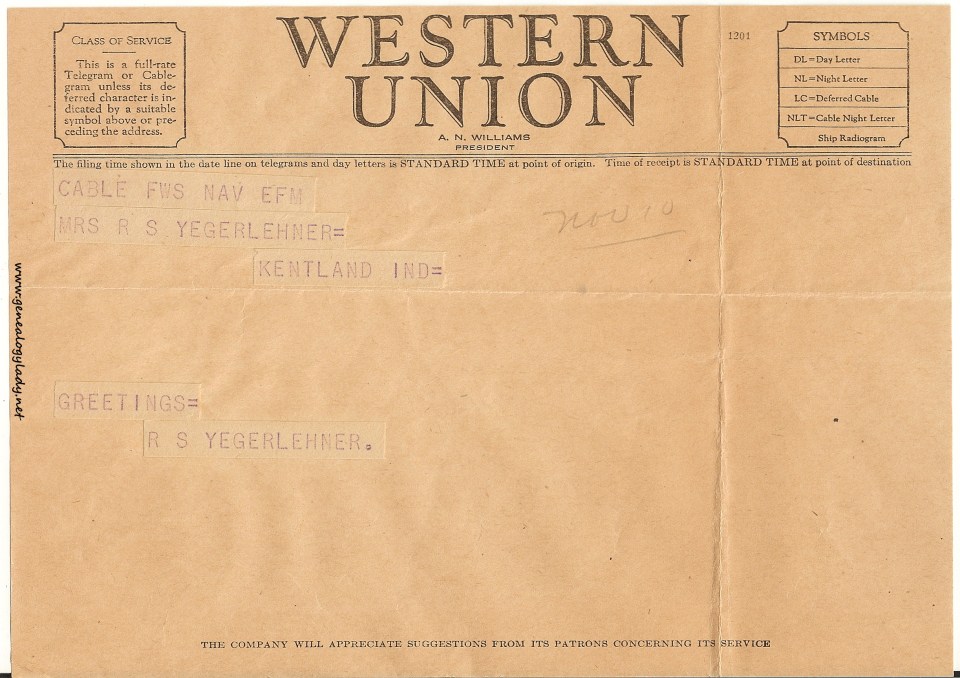 CLASS OF SERVICE
This is a full-rate
Telegram or Cable-
gram unless its de-
ferred character is in-
dicated by a suitable
symbol above or pre-
ceding the address.
WESTERN
UNION
A. N. WILLIAMS
PRESIDENT
1201
SYMBOLS
DL=Day Letter
NL=Night Letter
LC=Deferred Cable
NLT=Cable Night Letter
Ship Radiogram
The filing time shown in the date line on telegrams and day letters is STANDARD TIME at point of origin. Time of receipt is STANDARD TIME at point of destination
CABLE FWS NAV EFM
MRS R S YEGERLEHNER=
Nov 10
KENTLAND IND=
www.genealogylady.net
GREETINGS=
R S YEGERLEHNER.
THE COMPANY WILL APPRECIATE SUGGESTIONS FROM ITS PATRONS CONCERNING ITS SERVICE